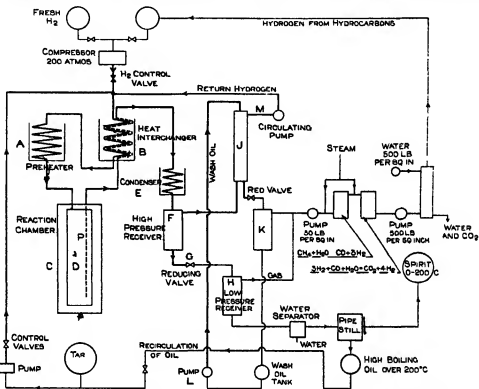 FRESH
H2
HYDROGEN FROM HYDROCARBONS
COMPRESSOR
200 ATMOS
H2 CONTROL
VALVE
RETURN HYDROGEN
M
CIRCULATING
PUMP
A
PREHEATER
HEAT
INTERCHANGER
B
CONDENSER
E
WASH OIL
J
RED VALVE
K
STEAM
WATER
500 LB
PER SQ IN
REACTION
CHAMBER
C
P
&
D
HIGH
PRESSURE
RECEIVER
F
G
REDUCING
VALVE
PUMP
50 LB
PER SQ IN
PUMP
500 LB
PER SQ INCH
WATER
AND CO2
CH4+H2O CO+3H2
3H2+CO+H2O=CO2+4H2
GAS
H
LOW
PRESSURE
RECEIVER
SPIRIT
0-200°C
WATER
SEPARATOR
WATER
PIPE
STILL
CONTROL
VALVES
PUMP
TAR
RECIRCULATION
OF OIL
PUMP
L
WASH
OIL
TANK
HIGH BOILING
OIL OVER 200°C